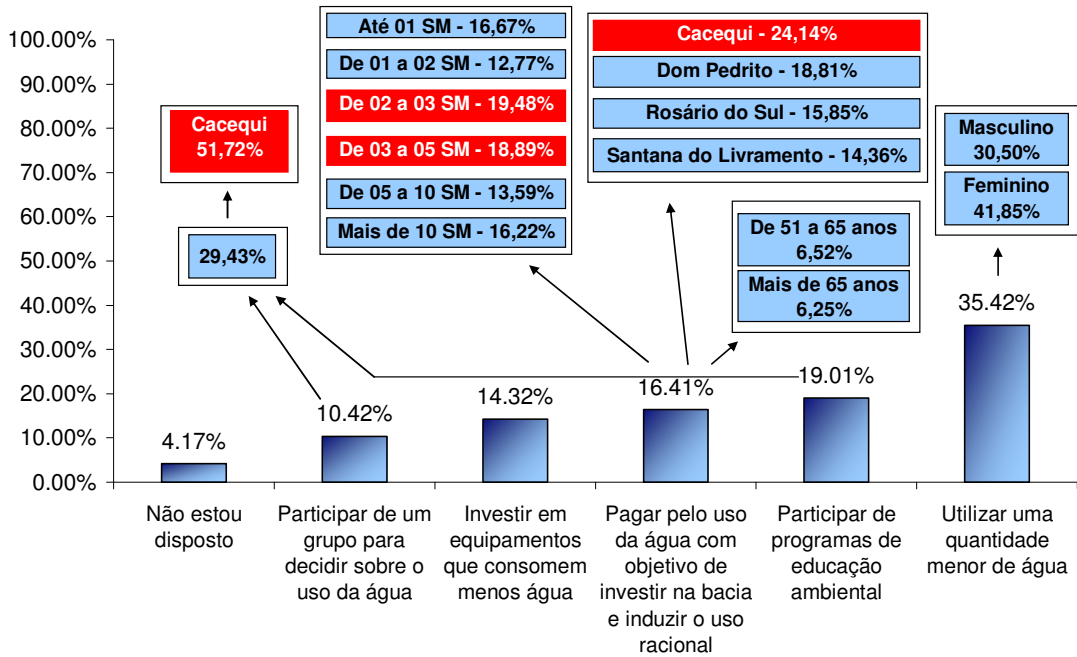 100.00%
90.00%
80.00%
70.00%
60.00%
50.00%
40.00%
30.00%
20.00%
10.00%
0.00%
Cacequi
51,72%
29,43%
Até 01 SM - 16,67%
De 01 a 02 SM - 12,77%
De 02 a 03 SM - 19,48%
De 03 a 05 SM - 18,89%
De 05 a 10 SM - 13,59%
Mais de 10 SM - 16,22%
Cacequi - 24,14%
Dom Pedrito - 18,81%
Rosário do Sul - 15,85%
Santana do Livramento - 14,36%
De 51 a 65 anos
6,52%
Mais de 65 anos
6,25%
Masculino
30,50%
Feminino
41,85%
4.17%
10.42%
14.32%
16.41%
19.01%
35.42%
Não estou
disposto
Participar de um
grupo para
decidir sobre o
uso da água
Investir em
equipamentos
que consomem
menos água
Pagar pelo uso
da água com
objetivo de
investir na bacia
e induzir o uso
racional
Participar de
programas de
educação
ambiental
Utilizar uma
quantidade
menor de água